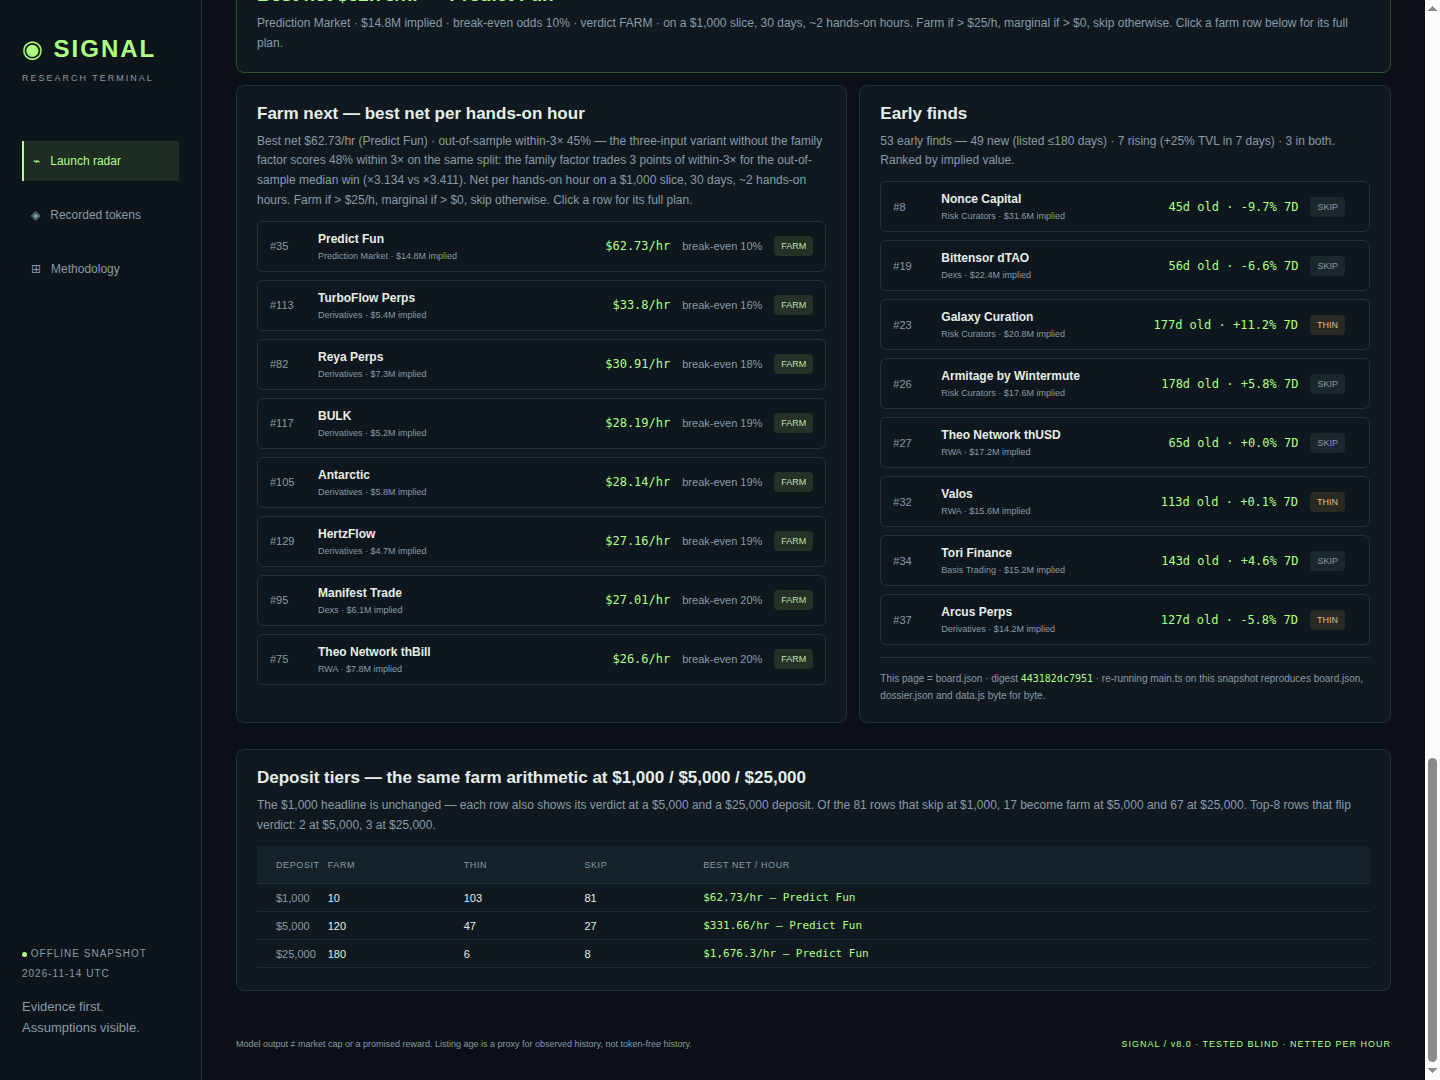 ◉ SIGNAL
RESEARCH TERMINAL
Launch radar
Recorded tokens
Methodology
OFFLINE SNAPSHOT
2026-11-14 UTC
Evidence first.
Assumptions visible.
Prediction Market · $14.8M implied · break-even odds 10% · verdict FARM · on a $1,000 slice, 30 days, ~2 hands-on hours. Farm if > $25/h, marginal if > $0, skip otherwise. Click a farm row below for its full
plan.
Farm next — best net per hands-on hour
Best net $62.73/hr (Predict Fun) · out-of-sample within-3× 45% — the three-input variant without the family
factor scores 48% within 3× on the same split: the family factor trades 3 points of within-3× for the out-of-
sample median win (×3.134 vs ×3.411). Net per hands-on hour on a $1,000 slice, 30 days, ~2 hands-on
hours. Farm if > $25/h, marginal if > $0, skip otherwise. Click a row for its full plan.
#35 Predict Fun $62.73/hr break-even 10% FARM
Prediction Market · $14.8M implied
#113 TurboFlow Perps $33.8/hr break-even 16% FARM
Derivatives · $5.4M implied
#82 Reya Perps $30.91/hr break-even 18% FARM
Derivatives · $7.3M implied
#117 BULK $28.19/hr break-even 19% FARM
Derivatives · $5.2M implied
#105 Antarctic $28.14/hr break-even 19% FARM
Derivatives · $5.8M implied
#129 HertzFlow $27.16/hr break-even 19% FARM
Derivatives · $4.7M implied
#95 Manifest Trade $27.01/hr break-even 20% FARM
Dexs · $6.1M implied
#75 Theo Network thBill $26.6/hr break-even 20% FARM
RWA · $7.8M implied
Early finds
53 early finds — 49 new (listed ≤180 days) · 7 rising (+25% TVL in 7 days) · 3 in both.
Ranked by implied value.
#8 Nonce Capital 45d old · -9.7% 7D SKIP
Risk Curators · $31.6M implied
#19 Bittensor dTAO 56d old · -6.6% 7D SKIP
Dexs · $22.4M implied
#23 Galaxy Curation 177d old · +11.2% 7D THIN
Risk Curators · $20.8M implied
#26 Armitage by Wintermute 178d old · +5.8% 7D SKIP
Risk Curators · $17.6M implied
#27 Theo Network thUSD 65d old · +0.0% 7D SKIP
RWA · $17.2M implied
#32 Valos 113d old · +0.1% 7D THIN
RWA · $15.6M implied
#34 Tori Finance 143d old · +4.6% 7D SKIP
Basis Trading · $15.2M implied
#37 Arcus Perps 127d old · -5.8% 7D THIN
Derivatives · $14.2M implied
This page = board.json · digest 443182dc7951 · re-running main.ts on this snapshot reproduces board.json,
dossier.json and data.js byte for byte.
Deposit tiers — the same farm arithmetic at $1,000 / $5,000 / $25,000
The $1,000 headline is unchanged — each row also shows its verdict at a $5,000 and a $25,000 deposit. Of the 81 rows that skip at $1,000, 17 become farm at $5,000 and 67 at $25,000. Top-8 rows that flip
verdict: 2 at $5,000, 3 at $25,000.
DEPOSIT FARM THIN SKIP BEST NET / HOUR
$1,000 10 103 81 $62.73/hr — Predict Fun
$5,000 120 47 27 $331.66/hr — Predict Fun
$25,000 180 6 8 $1,676.3/hr — Predict Fun
Model output ≠ market cap or a promised reward. Listing age is a proxy for observed history, not token-free history.
SIGNAL / v8.0 · TESTED BLIND · NETTED PER HOUR